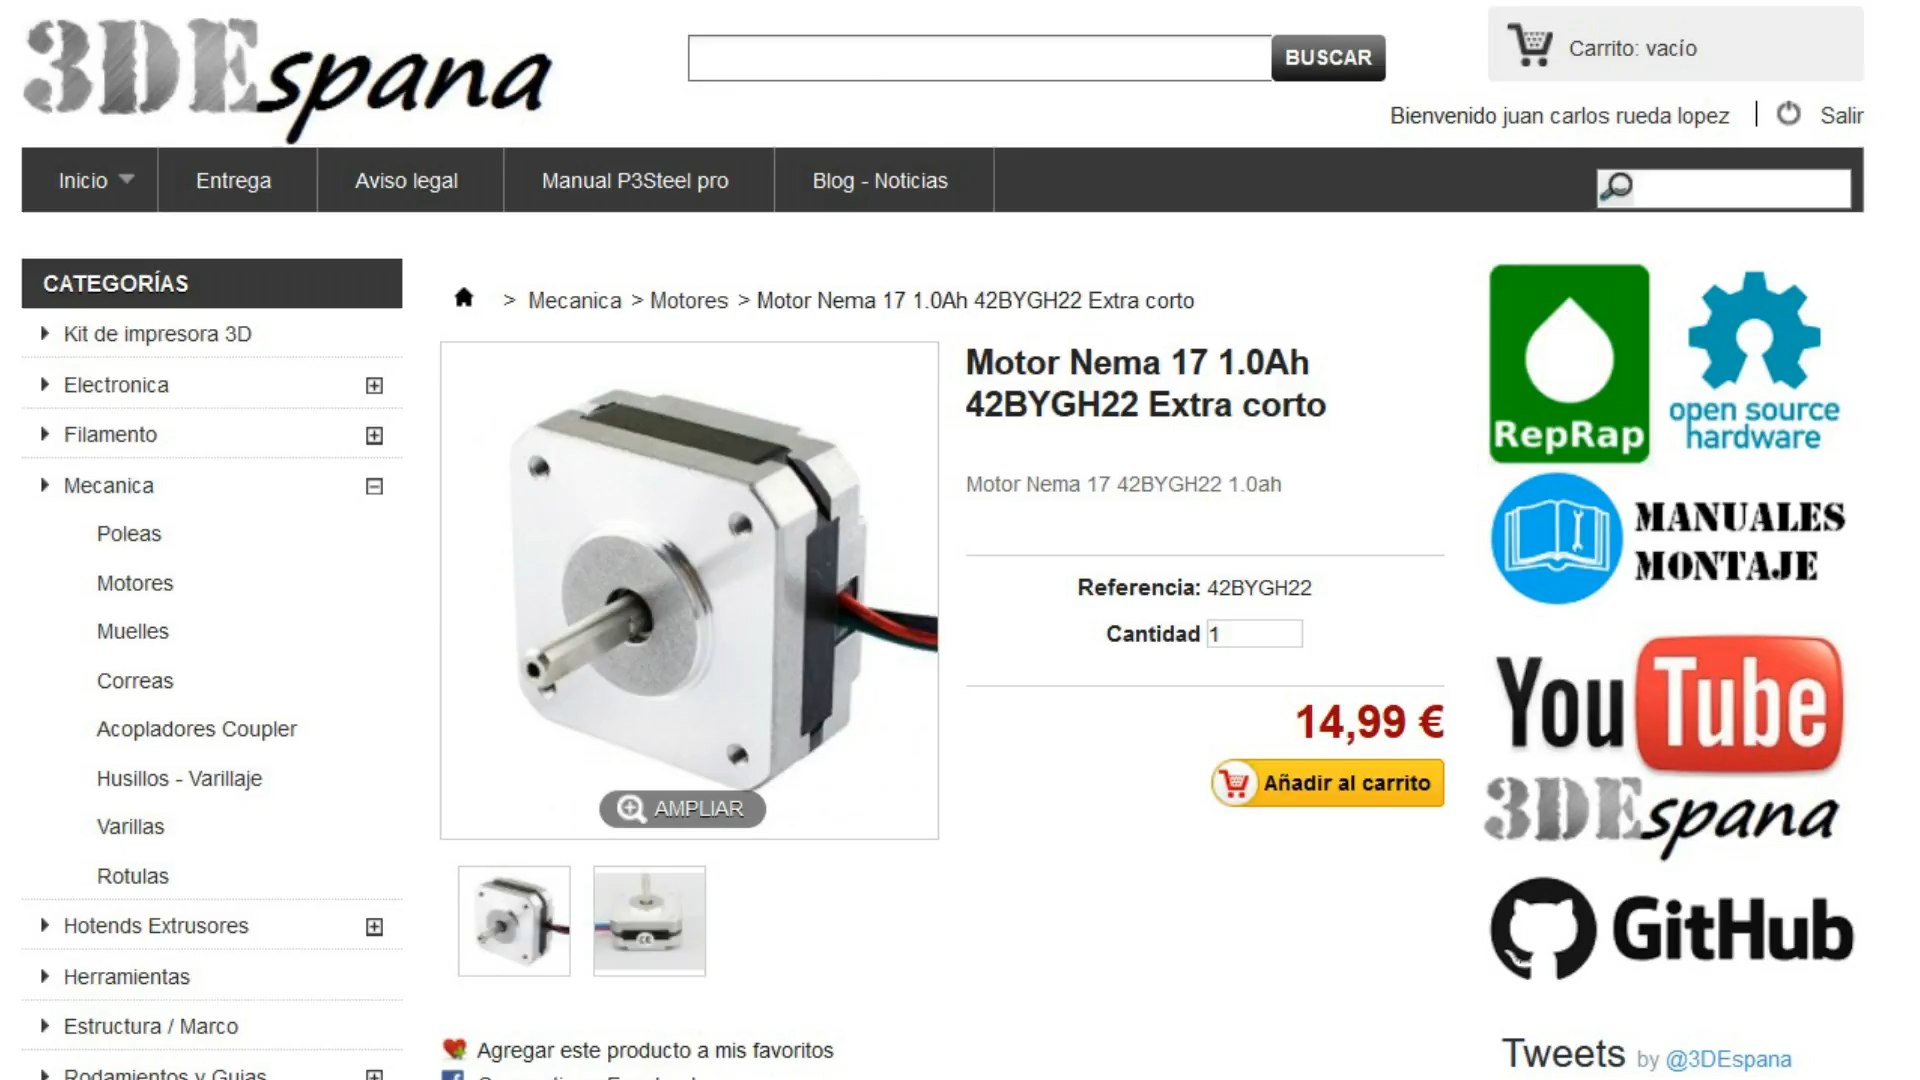 3DEspana
BUSCAR
Carrito: vacío
Bienvenido juan carlos rueda lopez
Salir
Inicio
Entrega
Aviso legal
Manual P3Steel pro
Blog - Noticias
CATEGORÍAS
Kit de impresora 3D
Electronica
Filamento
Mecanica
Poleas
Motores
Muelles
Correas
Acopladores Coupler
Husillos - Varillaje
Varillas
Rotulas
Hotends Extrusores
Herramientas
Estructura / Marco
Rodamientos y Guias
> Mecanica > Motores > Motor Nema 17 1.0Ah 42BYGH22 Extra corto
AMPLIAR
Motor Nema 17 1.0Ah
42BYGH22 Extra corto
Motor Nema 17 42BYGH22 1.0ah
Referencia: 42BYGH22
Cantidad 1
14,99 €
Añadir al carrito
CE
Agregar este producto a mis favoritos
RepRap
open source
hardware
MANUALES
MONTAJE
YouTube
3DEspana
GitHub
Tweets by @3DEspana